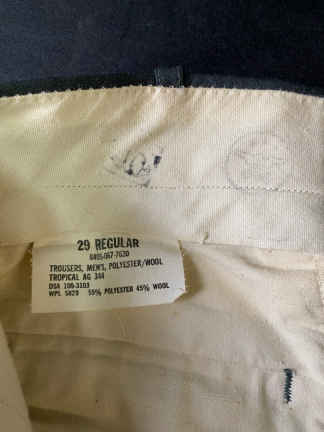 29 REGULAR
8405-067-7630
TROUSERS, MEN'S, POLYESTER/WOOL
TROPICAL AG 344
DSA 100-3103
WPL 5029 55% POLYESTER 45% WOOL